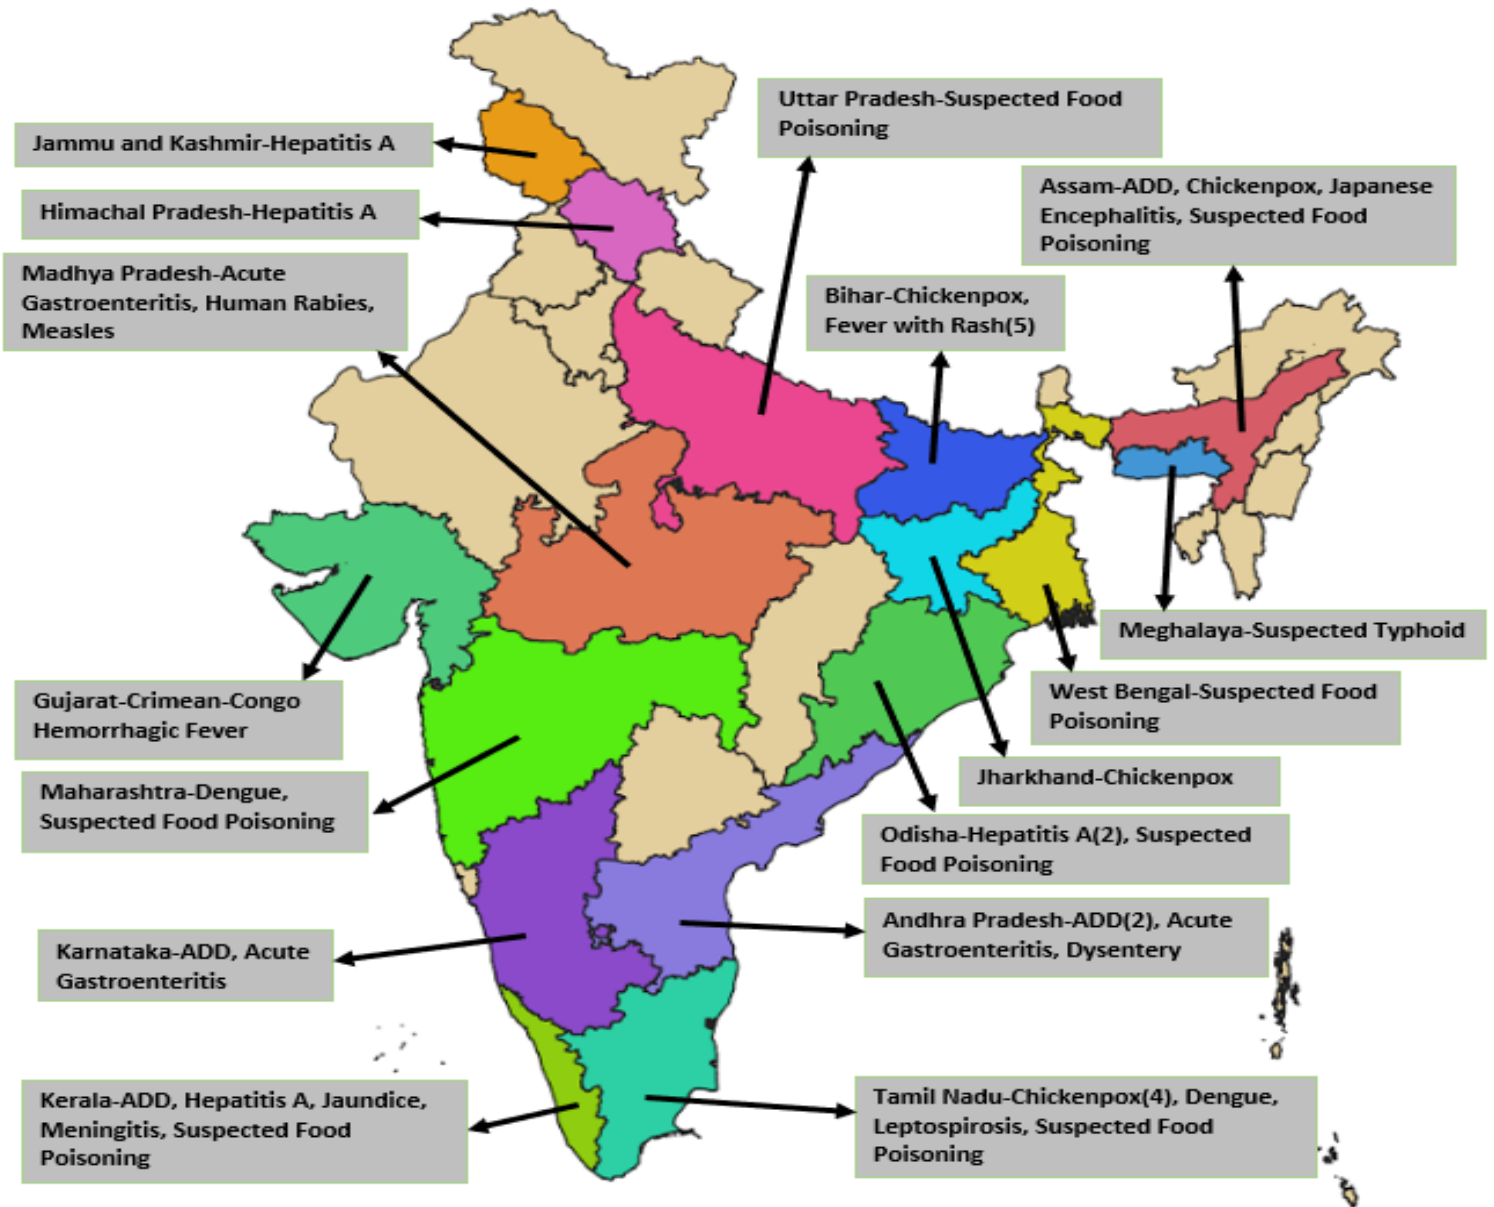 Uttar Pradesh-Suspected Food
Poisoning
Jammu and Kashmir-Hepatitis A
Assam-ADD, Chickenpox, Japanese
Encephalitis, Suspected Food
Poisoning
Himachal Pradesh-Hepatitis A
Madhya Pradesh-Acute
Gastroenteritis, Human Rabies,
Measles
Bihar-Chickenpox,
Fever with Rash(5)
Meghalaya-Suspected Typhoid
West Bengal-Suspected Food
Poisoning
Gujarat-Crimean-Congo
Hemorrhagic Fever
Jharkhand-Chickenpox
Maharashtra-Dengue,
Suspected Food Poisoning
Odisha-Hepatitis A(2), Suspected
Food Poisoning
Andhra Pradesh-ADD(2), Acute
Gastroenteritis, Dysentery
Karnataka-ADD, Acute
Gastroenteritis
Kerala-ADD, Hepatitis A, Jaundice,
Meningitis, Suspected Food
Poisoning
Tamil Nadu-Chickenpox(4), Dengue,
Leptospirosis, Suspected Food
Poisoning